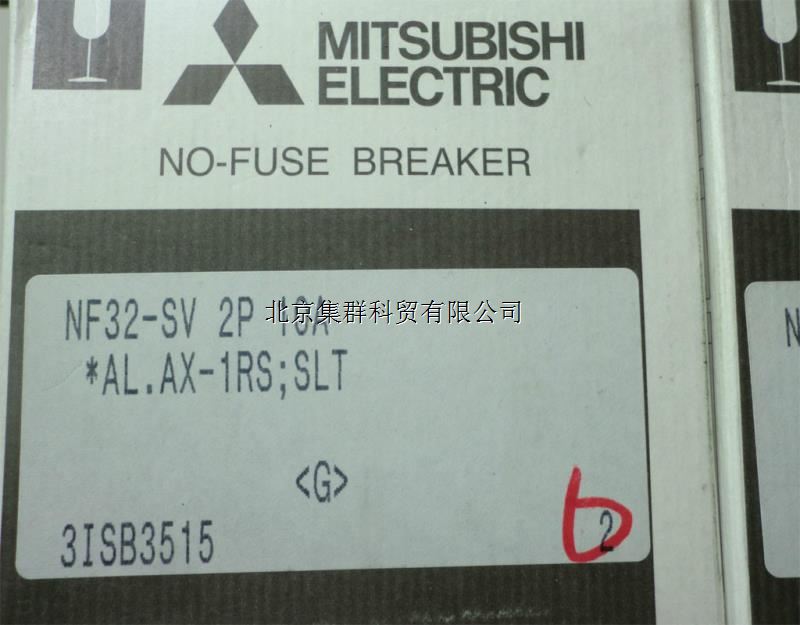 MITSUBISHI
ELECTRIC
NO-FUSE BREAKER
NF32-SV 2P
北京集群科贸有限公司
*AL.AX-1RS;SLT
<G>
3ISB3515
2
6
N